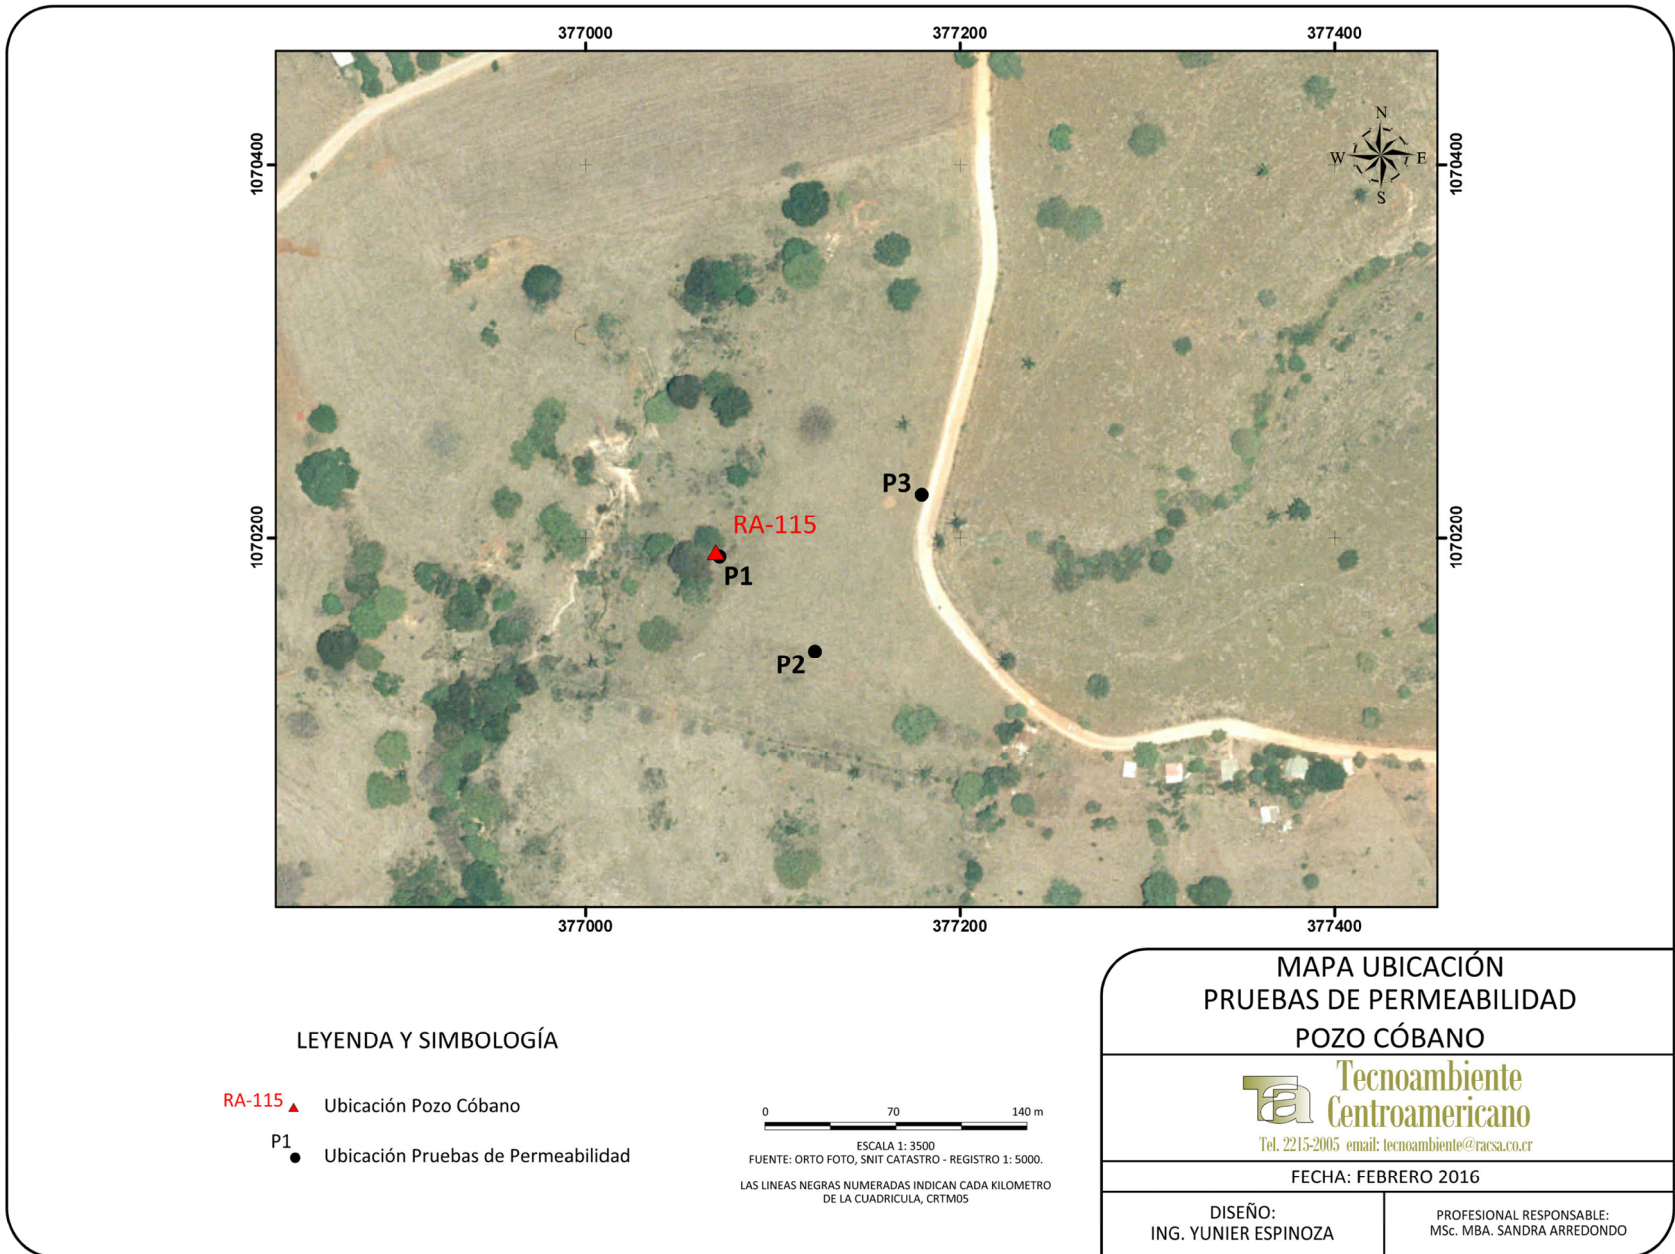 377000
377200
377400
1070400
1070400
N
W
E
S
P3
RA-115
1070200
1070200
P1
P2
377000
377200
377400
MAPA UBICACIÓN
PRUEBAS DE PERMEABILIDAD
POZO CÓBANO
LEYENDA Y SIMBOLOGÍA
RA-115
Ubicación Pozo Cóbano
P1
Ubicación Pruebas de Permeabilidad
0
70
140 m
ESCALA 1: 3500
FUENTE: ORTO FOTO, SNIT CATASTRO - REGISTRO 1: 5000.
LAS LINEAS NEGRAS NUMERADAS INDICAN CADA KILOMETRO
DE LA CUADRICULA, CRTM05
Ta
Tecnoambiente
Centroamericano
Tel. 2215-2005 email: tecnoambiente@racsa.co.cr
FECHA: FEBRERO 2016
DISEÑO:
ING. YUNIER ESPINOZA
PROFESIONAL RESPONSABLE:
MSc. MBA. SANDRA ARREDONDO